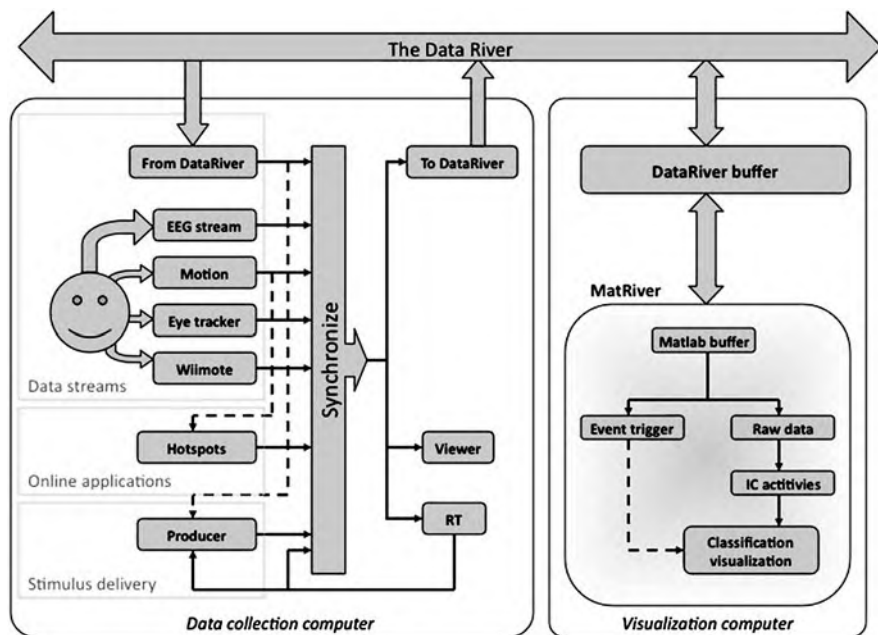 The Data River
From DataRiver
To DataRiver
EEG stream
Motion
Eye tracker
Wiimote
Data streams
Synchronize
Hotspots
Online applications
Viewer
RT
Producer
Stimulus delivery
Data collection computer
DataRiver buffer
MatRiver
Matlab buffer
Event trigger
Raw data
IC actitivies
Classification
visualization
Visualization computer